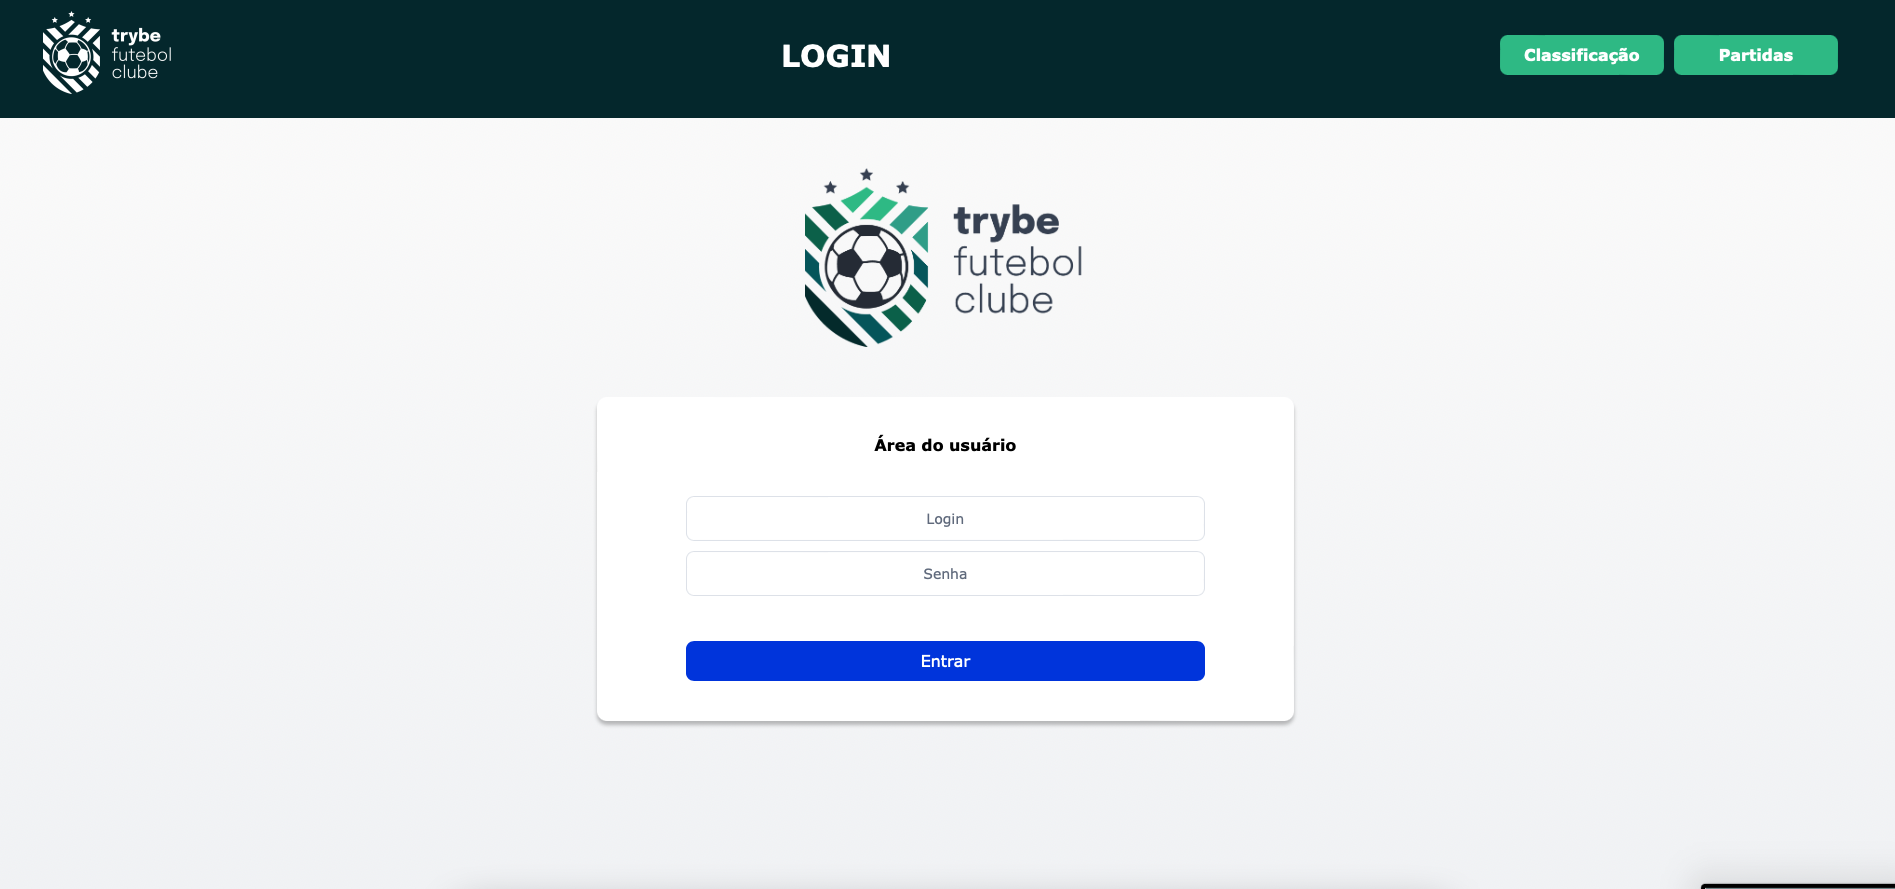 trybe
futebol
clube
LOGIN
Classificação
Partidas
trybe
futebol
clube
Área do usuário
Login
Senha
Entrar